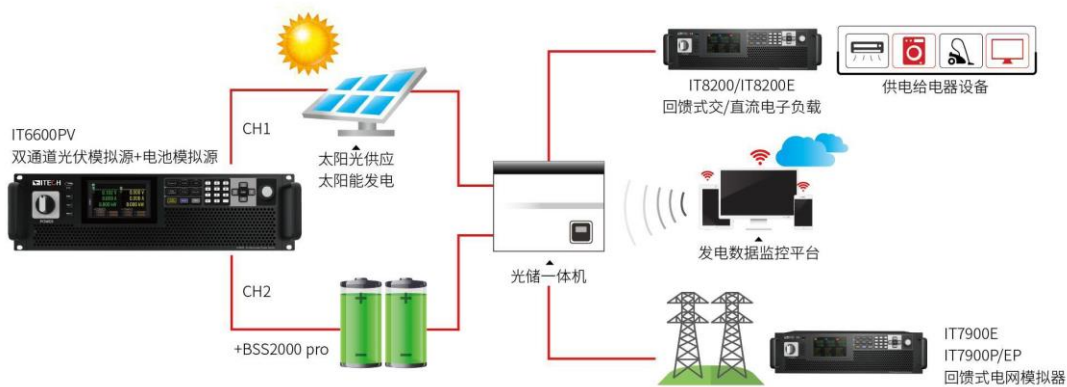 IT6600PV
双通道光伏模拟源+电池模拟源
ITECH
POWER
CH1
太阳光供应
太阳能发电
CH2
+BSS2000 pro
光储一体机
IT8200/IT8200E
回馈式交/直流电子负载
供电给电器设备
发电数据监控平台
IT7900E
IT7900P/EP
回馈式电网模拟器